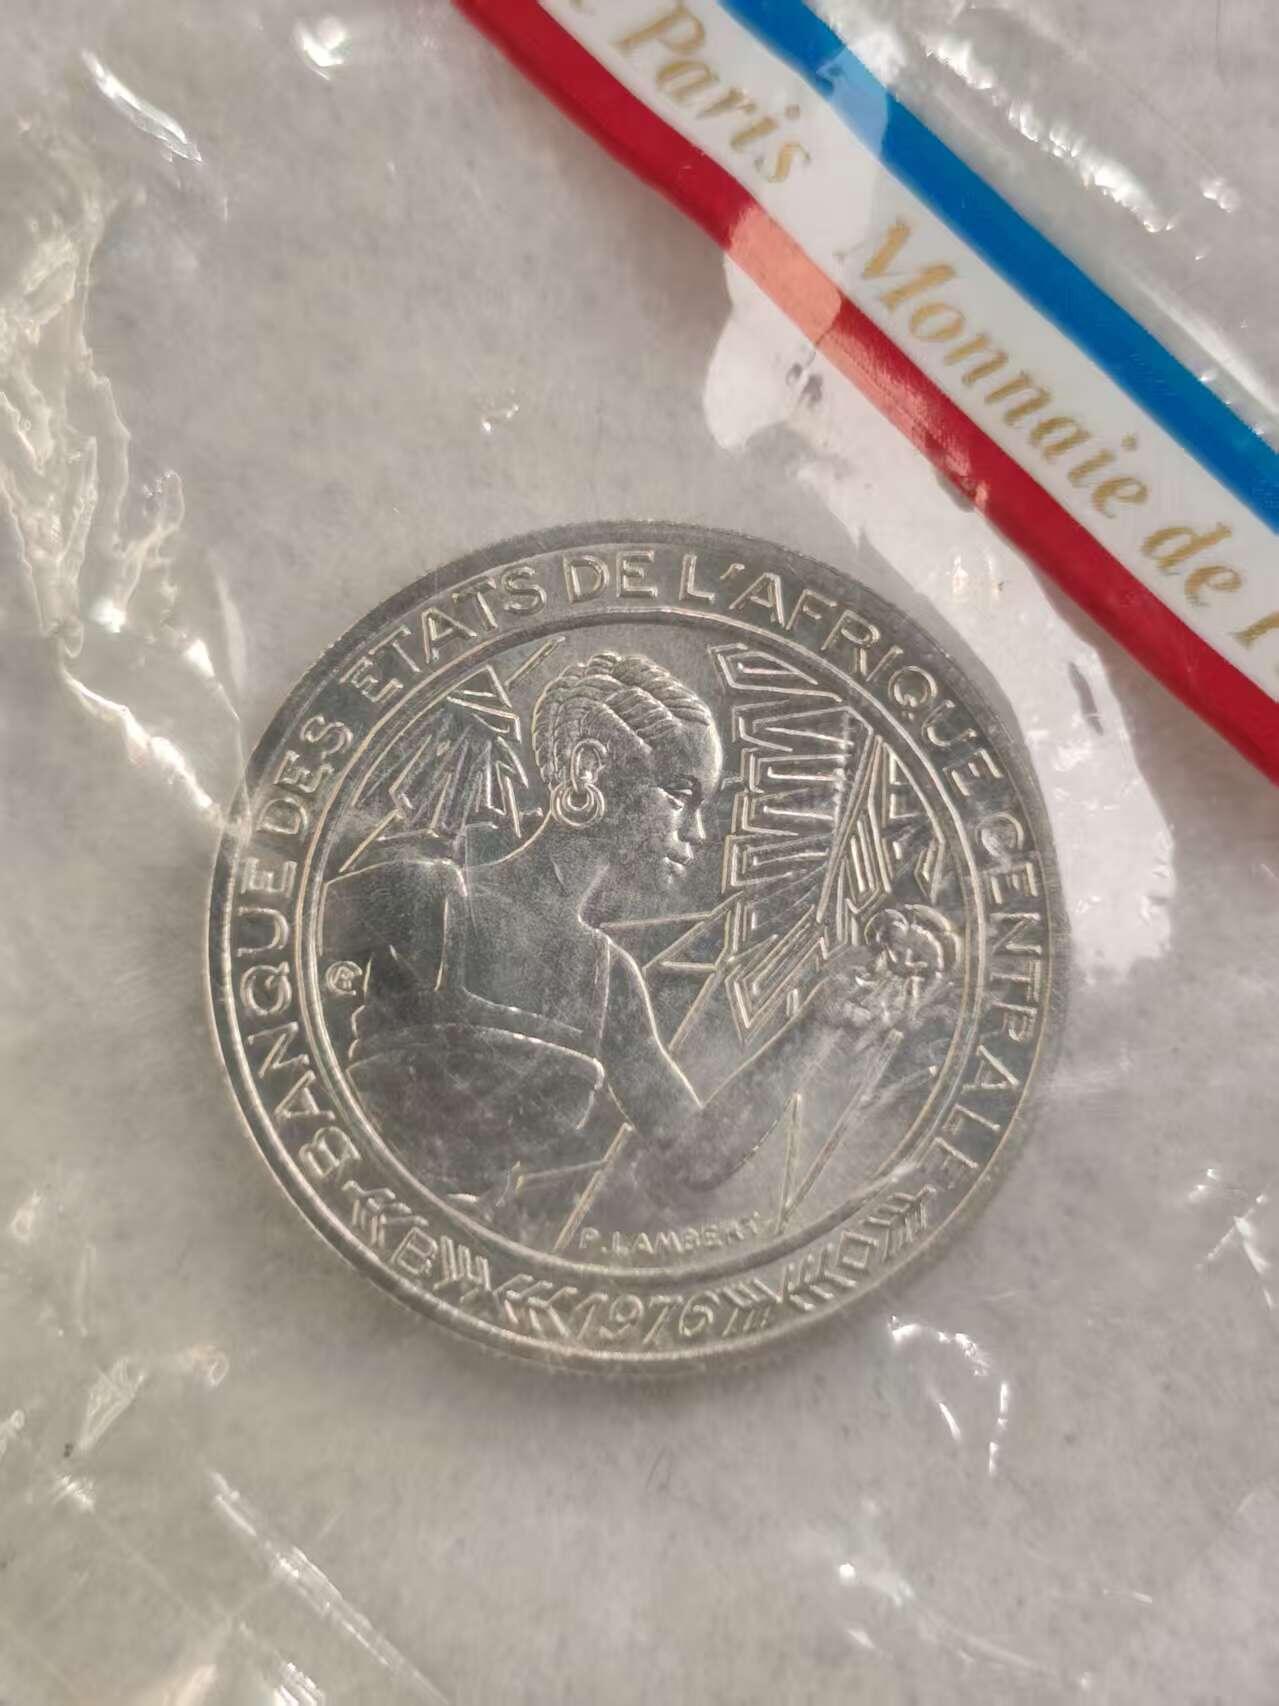 Paris Monnaie de
BANQUE DES ETATS DE L'AFRIQUE CENTRALE
P.LAMBERT
B 1976 D